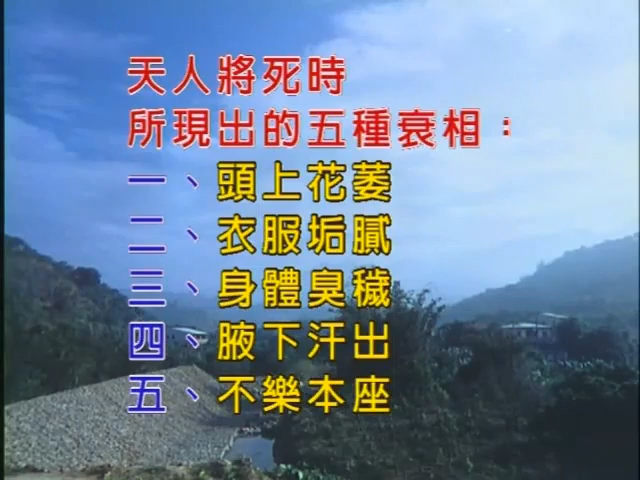 天人將死時
所現出的五種衰相：
一、頭上花萎
二、衣服垢膩
三、身體臭穢
四、腋下汗出
五、不樂本座